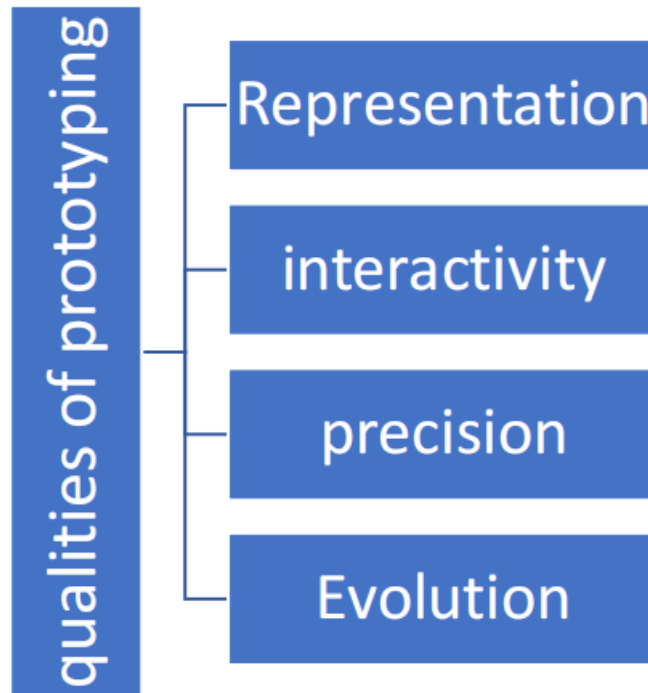 qualities of prototyping
Representation
interactivity
precision
Evolution